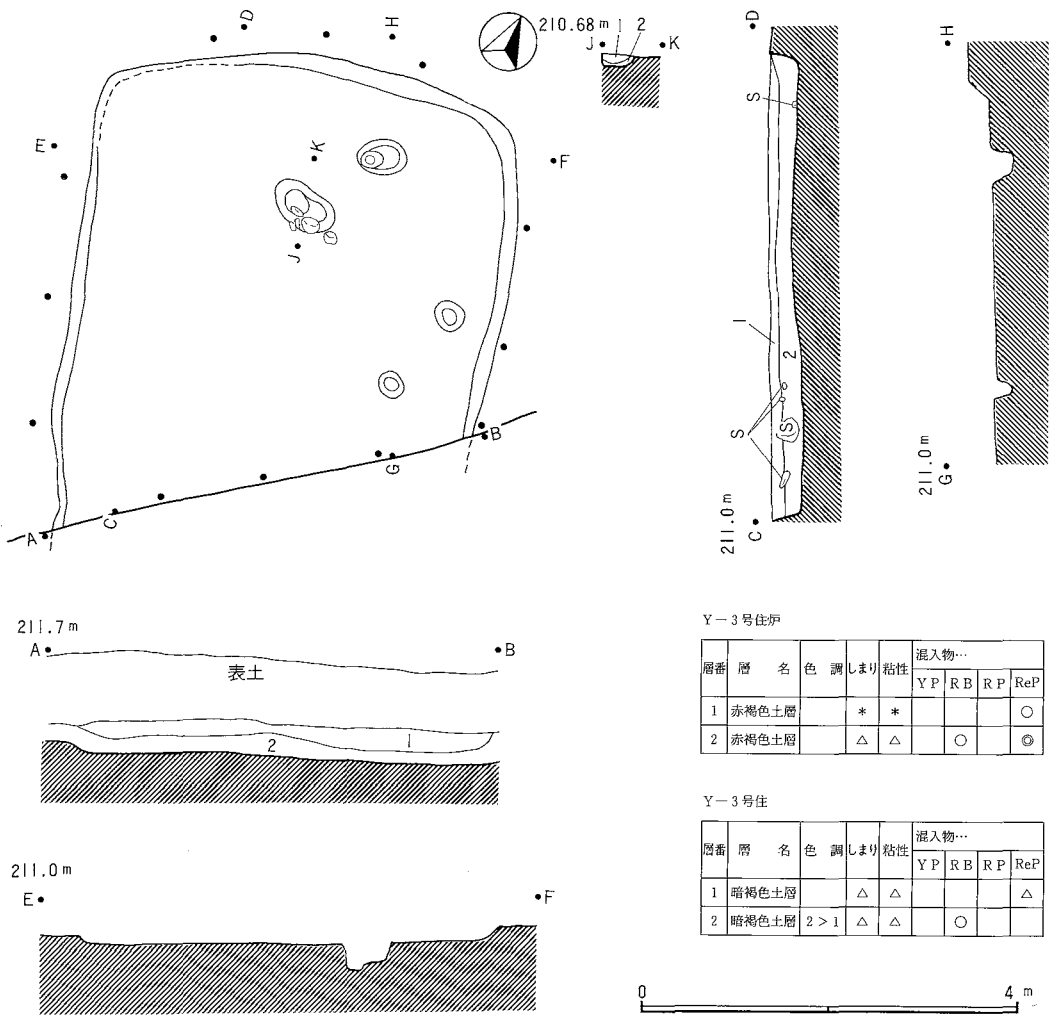 D
H
E
F
K
J
A
C
G
B
210.68m 1 2
J K
D
S
1
2
S
S
211.0m
C
H
211.0m
G
211.7m
A B
表土
2 1
211.0m
E F
Y－3号住炉
層番 層名 色調 しまり 粘性 混入物…
YP RB RP ReP
1 赤褐色土層 * * ○
2 赤褐色土層 △ △ ○ ◎
Y－3号住
層番 層名 色調 しまり 粘性 混入物…
YP RB RP ReP
1 暗褐色土層 △ △ △
2 暗褐色土層 2>1 △ △ ○
0 4 m